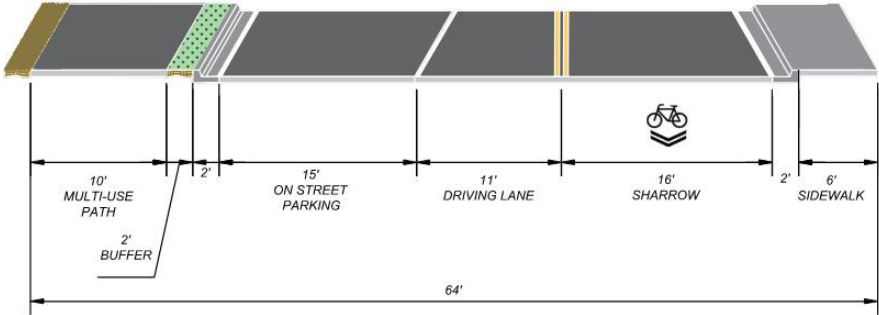 10'
MULTI-USE
PATH
2'
BUFFER
2'
15'
ON STREET
PARKING
11'
DRIVING LANE
16'
SHARROW
2'
6'
SIDEWALK
64'